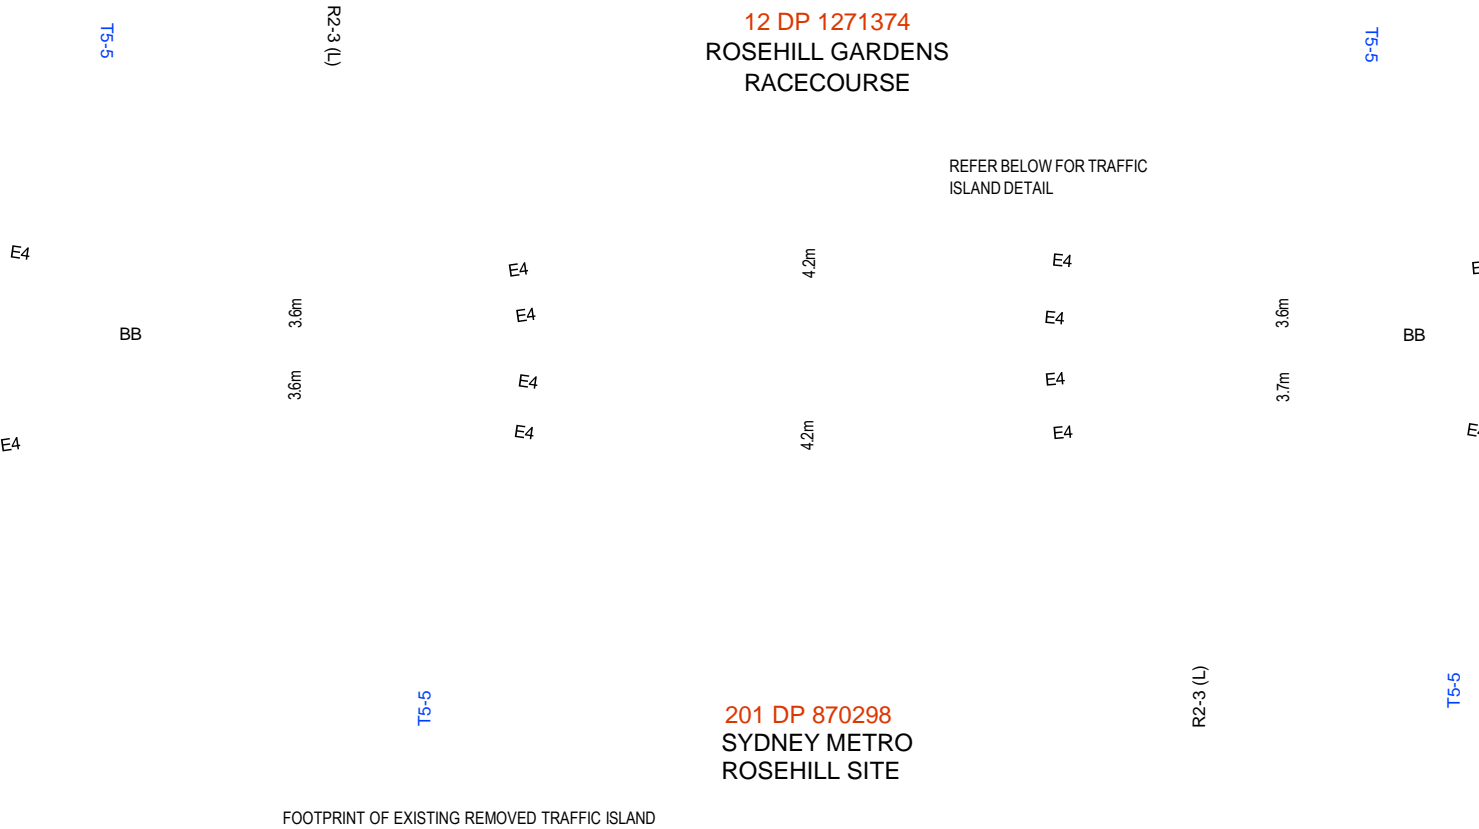 T5-5
R2-3 (L)
12 DP 1271374
ROSEHILL GARDENS
RACECOURSE
T5-5
REFER BELOW FOR TRAFFIC
ISLAND DETAIL
E4
E4
4.2m
E4
E4
3.6m
E4
3.6m
BB
E4
BB
3.6m
E4
E4
3.7m
E4
E4
4.2m
E4
T5-5
R2-3 (L)
T5-5
201 DP 870298
SYDNEY METRO
ROSEHILL SITE
FOOTPRINT OF EXISTING REMOVED TRAFFIC ISLAND